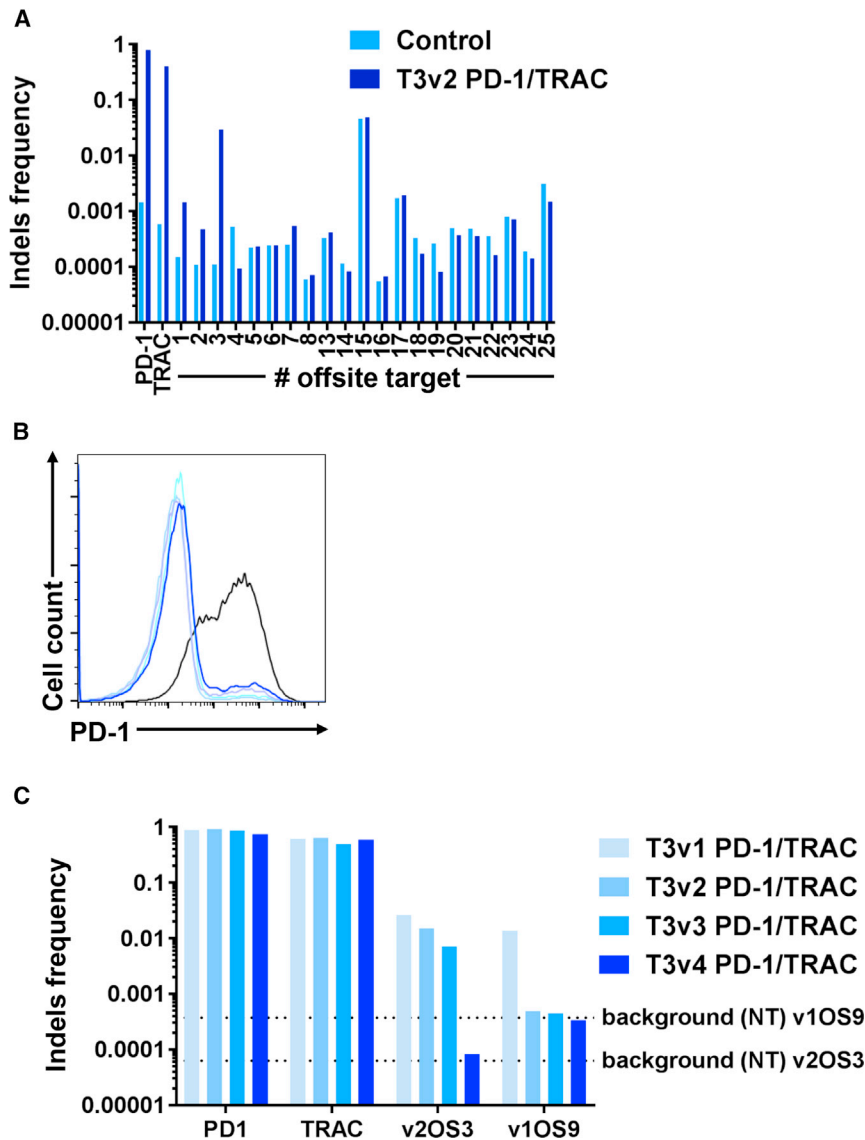 A
Control
T3v2 PD-1/TRAC
Indels frequency
1
0.1
0.01
0.001
0.0001
0.00001
PD-1
TRAC
1
2
3
4
5
6
7
8
13
14
15
16
17
18
19
20
21
22
23
24
25
# offsite target
B
Cell count
PD-1
C
Indels frequency
1
0.1
0.01
0.001
0.0001
0.00001
T3v1 PD-1/TRAC
T3v2 PD-1/TRAC
T3v3 PD-1/TRAC
T3v4 PD-1/TRAC
background (NT) v1OS9
background (NT) v2OS3
PD1 TRAC v2OS3 v1OS9